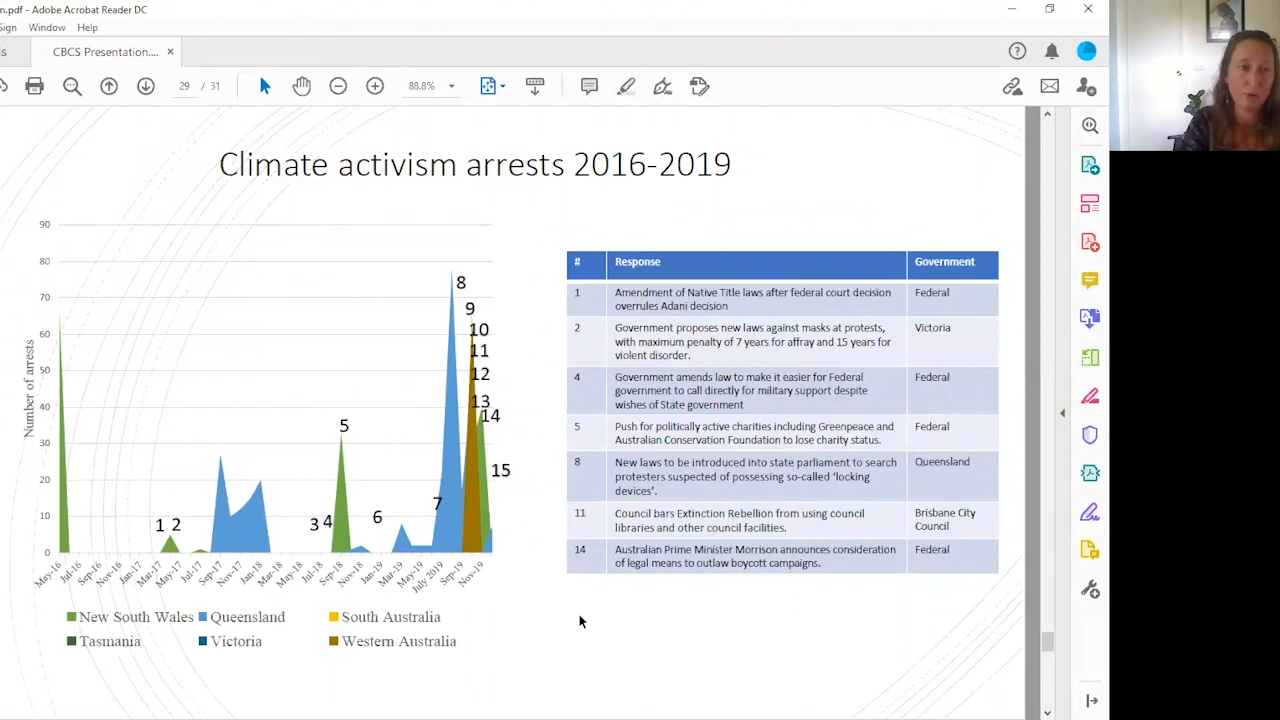 n.pdf - Adobe Acrobat Reader DC
Sign Window Help
ls
CBCS Presentation.... ×
29 / 31
88.8%
Climate activism arrests 2016-2019
Number of arrests
90
80
70
60
50
40
30
20
10
0
1 2 3 4 5 6 7 8
9
10
11
12
13
14
15
May-16 Jul-16 Sep-16 Nov-16 Jan-17 Mar-17 May-17 Jul-17 Sep-17 Nov-17 Jan-18 Mar-18 May-18 Jul-18 Sep-18 Nov-18 Jan-19 Mar-19 May-19 July 2019 Sep-19 Nov-19
New South Wales Queensland South Australia
Tasmania Victoria Western Australia
# Response Government
1 Amendment of Native Title laws after federal court decision Federal
overrules Adani decision
2 Government proposes new laws against masks at protests, Victoria
with maximum penalty of 7 years for affray and 15 years for
violent disorder.
4 Government amends law to make it easier for Federal Federal
government to call directly for military support despite
wishes of State government
5 Push for politically active charities including Greenpeace and Federal
Australian Conservation Foundation to lose charity status.
8 New laws to be introduced into state parliament to search Queensland
protesters suspected of possessing so-called ‘locking
devices’.
11 Council bars Extinction Rebellion from using council Brisbane City
libraries and other council facilities. Council
14 Australian Prime Minister Morrison announces consideration Federal
of legal means to outlaw boycott campaigns.